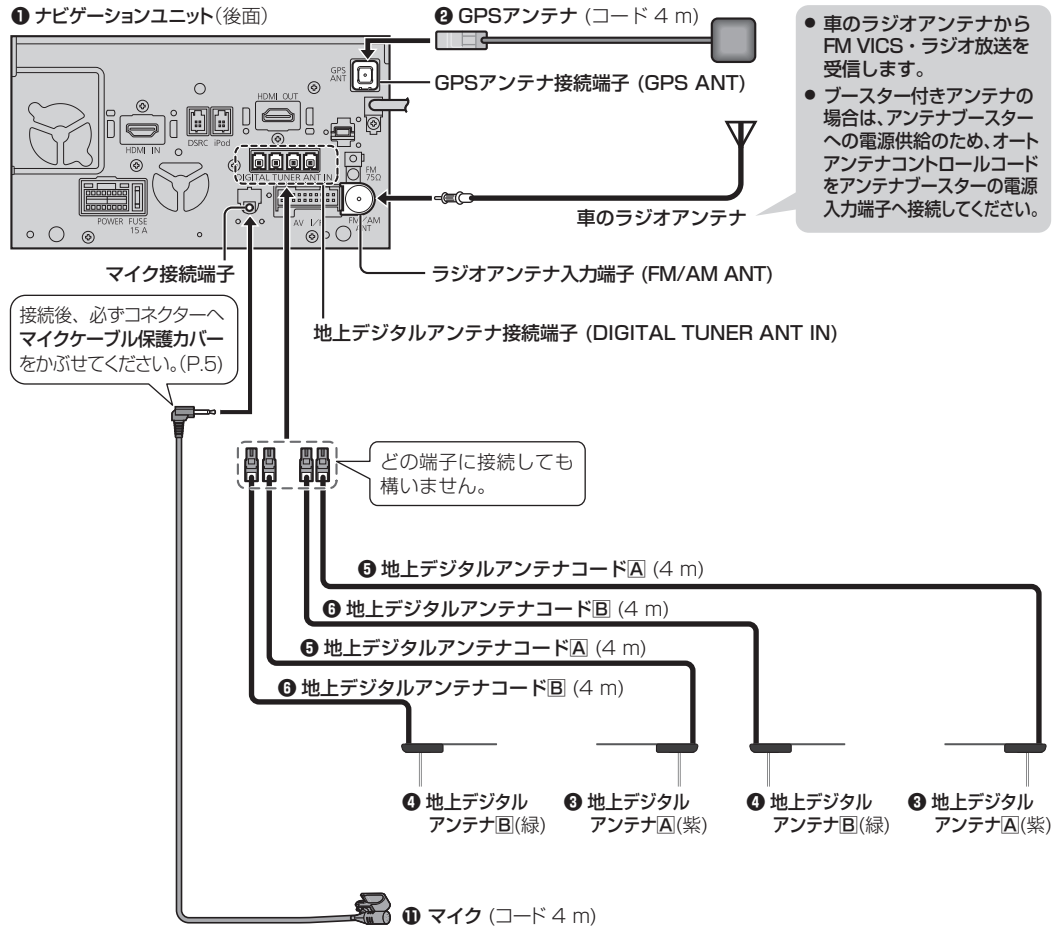 ❶ ナビゲーションユニット(後面)
❷ GPSアンテナ (コード 4 m)
● 車のラジオアンテナから
FM VICS・ラジオ放送を
受信します。
● ブースター付きアンテナの
場合は、アンテナブースター
への電源供給のため、オート
アンテナコントロールコード
をアンテナブースターの電源
入力端子へ接続してください。
GPS
ANT
GPSアンテナ接続端子 (GPS ANT)
HDMI OUT
HDMI IN
DSRC iPod
DIGITAL TUNER ANT IN
FM
75Ω
POWER FUSE
15 A
AV I/F
FM/AM
ANT
車のラジオアンテナ
マイク接続端子
ラジオアンテナ入力端子 (FM/AM ANT)
地上デジタルアンテナ接続端子 (DIGITAL TUNER ANT IN)
接続後、必ずコネクターへ
マイクケーブル保護カバー
をかぶせてください。(P.5)
どの端子に接続しても
構いません。
❺ 地上デジタルアンテナコードA (4 m)
❻ 地上デジタルアンテナコードB (4 m)
❺ 地上デジタルアンテナコードA (4 m)
❻ 地上デジタルアンテナコードB (4 m)
❹ 地上デジタル
アンテナB(緑)
❸ 地上デジタル
アンテナA(紫)
❹ 地上デジタル
アンテナB(緑)
❸ 地上デジタル
アンテナA(紫)
⓫ マイク (コード 4 m)